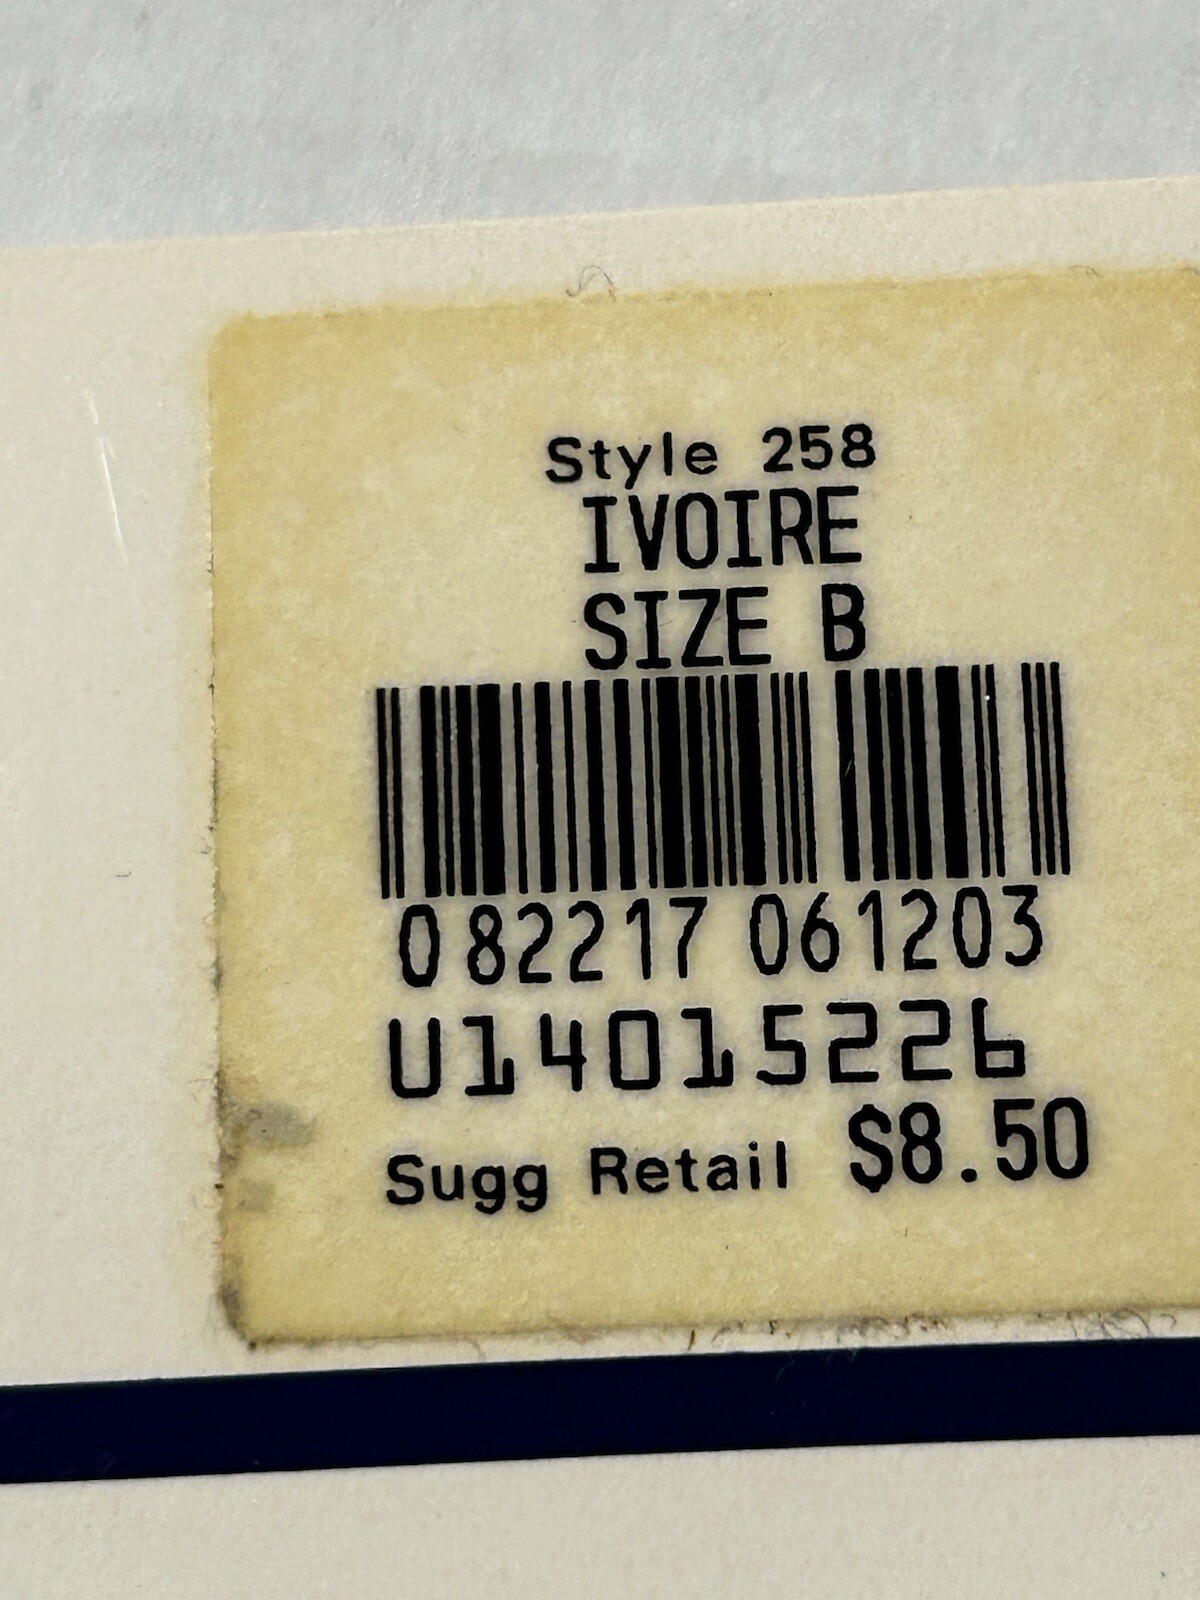 Style 258
IVOIRE
SIZE B
0 82217 061203
U14015226
Sugg Retail $8.50